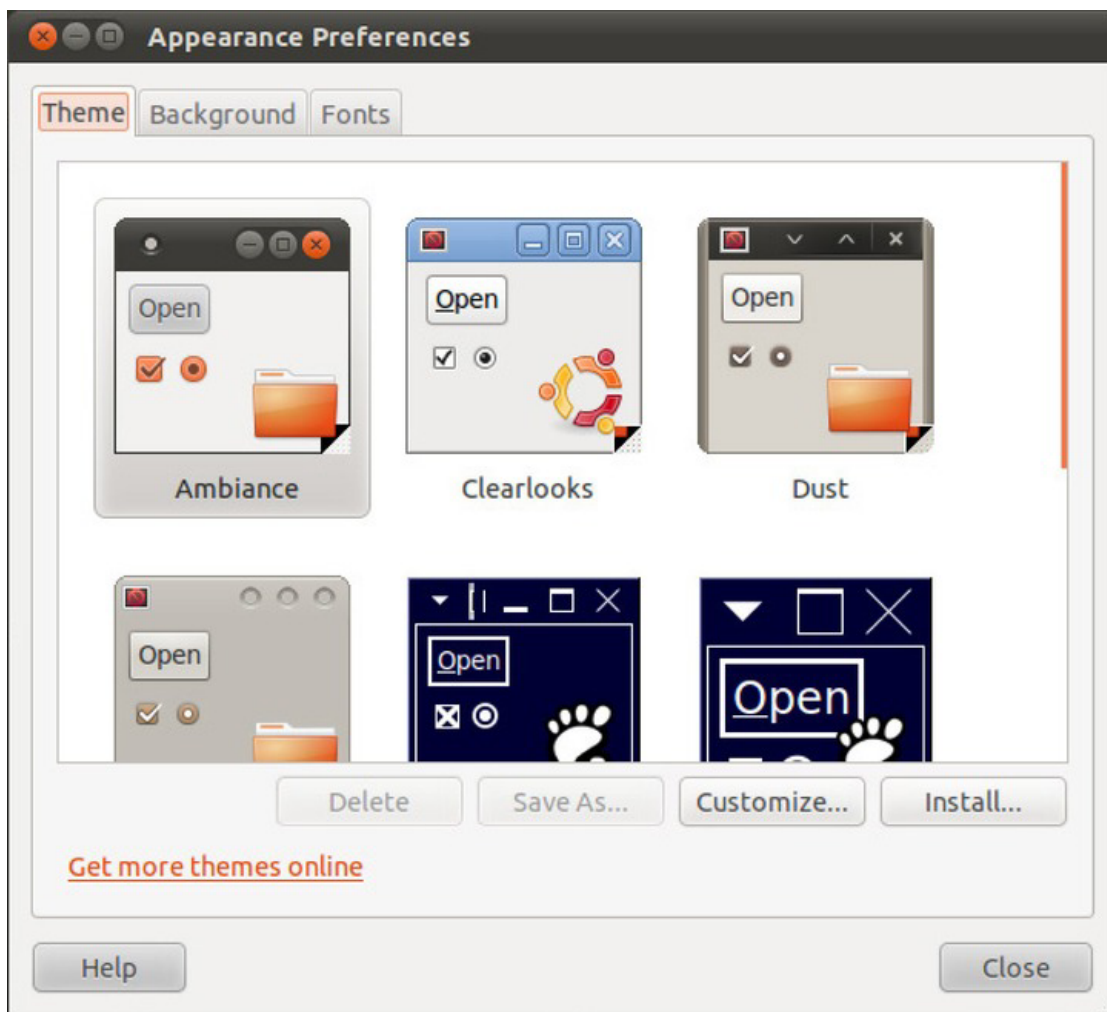 Appearance Preferences
Theme Background Fonts
Open Open Open
Ambiance Clearlooks Dust
Open Open Open
Delete Save As... Customize... Install...
Get more themes online
Help Close